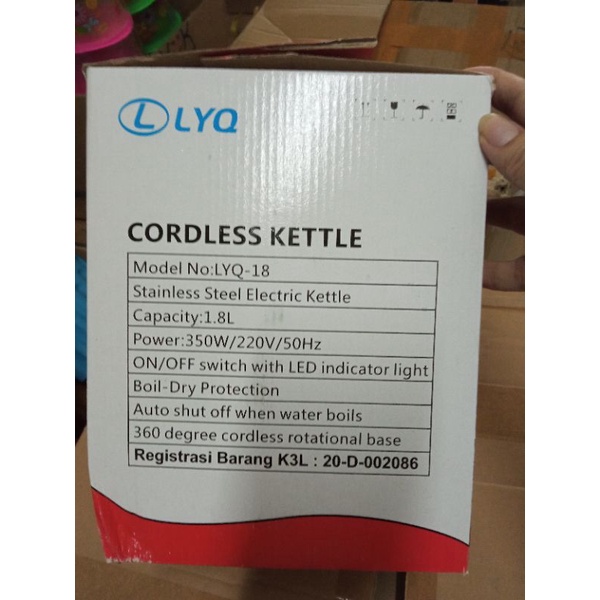 LYQ
CORDLESS KETTLE
Model No:LYQ-18
Stainless Steel Electric Kettle
Capacity:1.8L
Power:350W/220V/50Hz
ON/OFF switch with LED indicator light
Boil-Dry Protection
Auto shut off when water boils
360 degree cordless rotational base
Registrasi Barang K3L : 20-D-002086